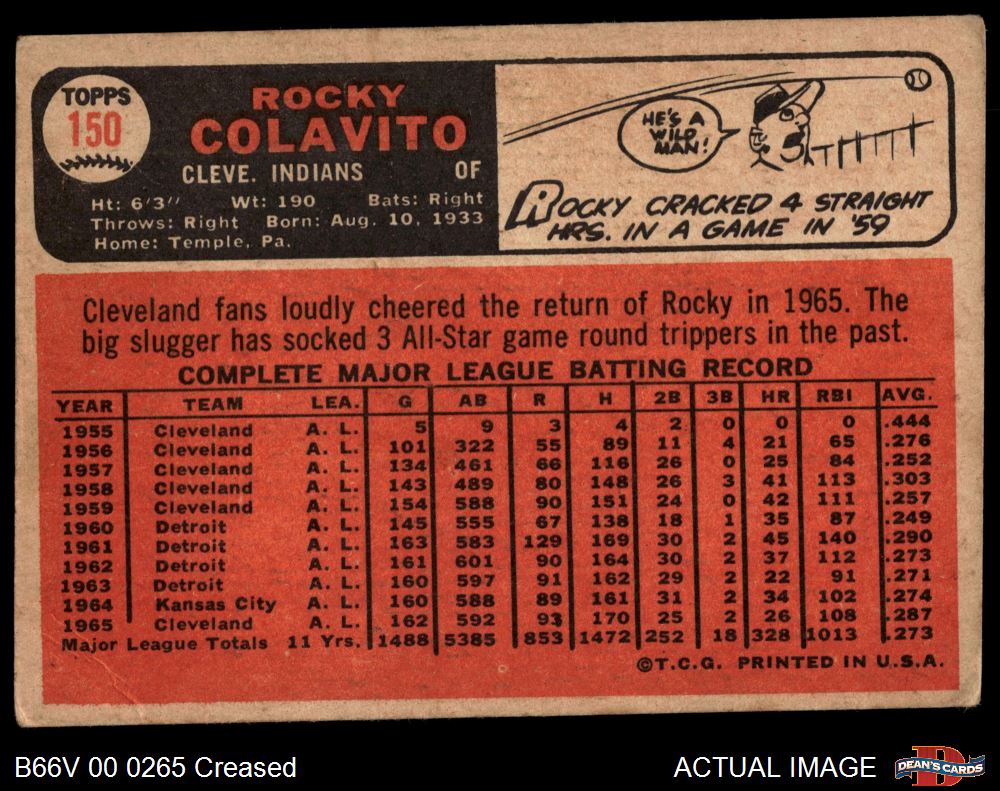 TOPPS
150
ROCKY
COLAVITO
CLEVE. INDIANS OF
Ht: 6'3" Wt: 190 Bats: Right
Throws: Right Born: Aug. 10, 1933
Home: Temple, Pa.
HE'S A
WILD
MAN!
ROCKY CRACKED 4 STRAIGHT
HRS. IN A GAME IN '59
Cleveland fans loudly cheered the return of Rocky in 1965. The
big slugger has socked 3 All-Star game round trippers in the past.
COMPLETE MAJOR LEAGUE BATTING RECORD
YEAR TEAM LEA. G AB R H 2B 3B HR RBI AVG.
1955 Cleveland A. L. 5 9 3 4 2 0 0 0 .444
1956 Cleveland A. L. 101 322 55 89 11 4 21 65 .276
1957 Cleveland A. L. 134 461 66 116 26 0 25 84 .252
1958 Cleveland A. L. 143 489 80 148 26 3 41 113 .303
1959 Cleveland A. L. 154 588 90 151 24 0 42 111 .257
1960 Detroit A. L. 145 555 67 138 18 1 35 87 .249
1961 Detroit A. L. 163 583 129 169 30 2 45 140 .290
1962 Detroit A. L. 161 601 90 164 30 2 37 112 .273
1963 Detroit A. L. 160 597 91 162 29 2 22 91 .271
1964 Kansas City A. L. 160 588 89 161 31 2 34 102 .274
1965 Cleveland A. L. 162 592 93 170 25 2 26 108 .287
Major League Totals 11 Yrs. 1488 5385 853 1472 252 18 328 1013 .273
©T.C.G. PRINTED IN U.S.A.
B66V 00 0265 Creased
ACTUAL IMAGE
D
DEAN'S CARDS